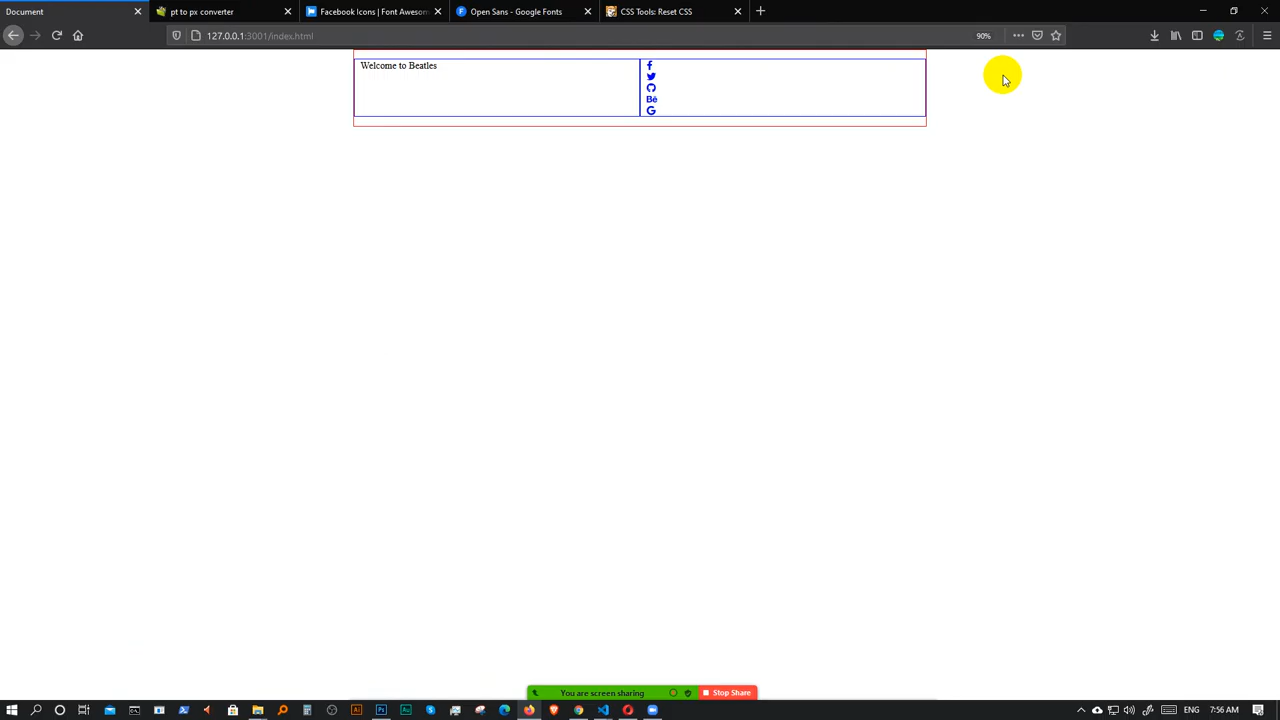 Document
pt to px converter
Facebook Icons | Font Awesom
Open Sans - Google Fonts
CSS Tools: Reset CSS
127.0.0.1:3001/index.html
90%
Welcome to Beatles
You are screen sharing
Stop Share
ENG
7:56 AM